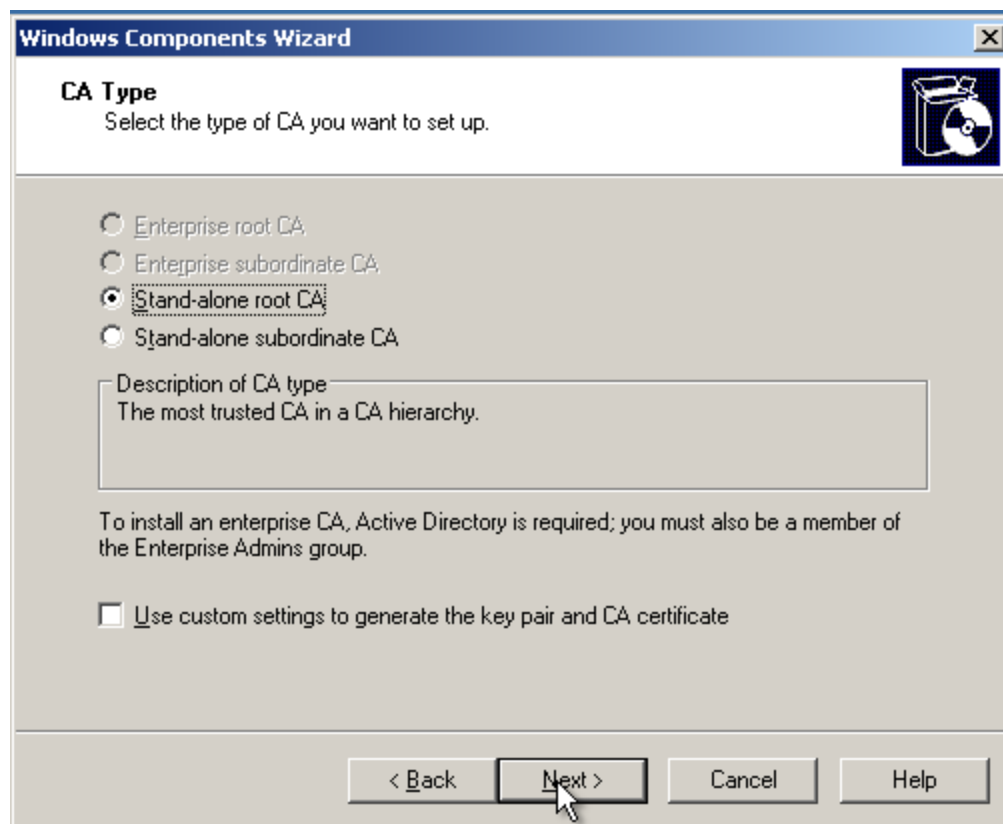 Windows Components Wizard
CA Type
Select the type of CA you want to set up.
Enterprise root CA
Enterprise subordinate CA
Stand-alone root CA
Stand-alone subordinate CA
Description of CA type
The most trusted CA in a CA hierarchy.
To install an enterprise CA, Active Directory is required; you must also be a member of
the Enterprise Admins group.
Use custom settings to generate the key pair and CA certificate
< Back Next > Cancel Help